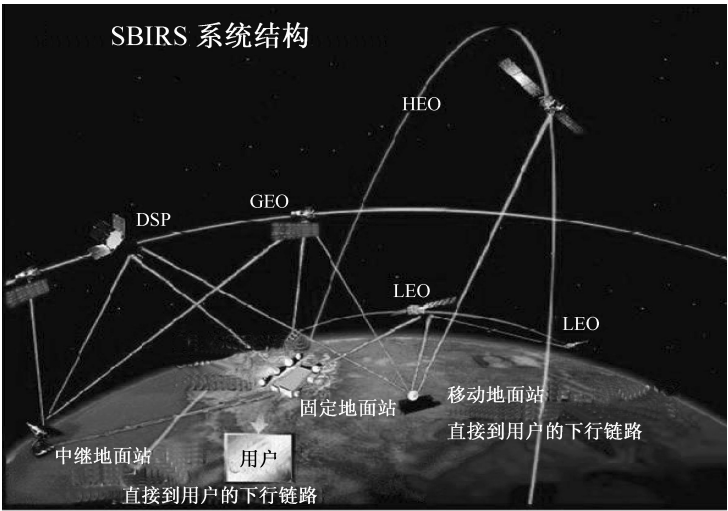 SBIRS 系统结构
HEO
GEO
DSP
LEO
LEO
固定地面站
移动地面站
直接到用户的下行链路
中继地面站
用户
直接到用户的下行链路